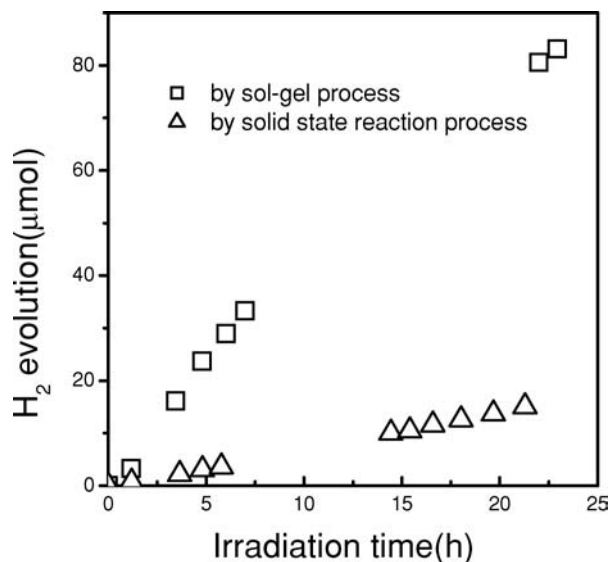 80
60
40
20
0
by sol-gel process
by solid state reaction process
H₂ evolution(μmol)
0 5 10 15 20 25
Irradiation time(h)